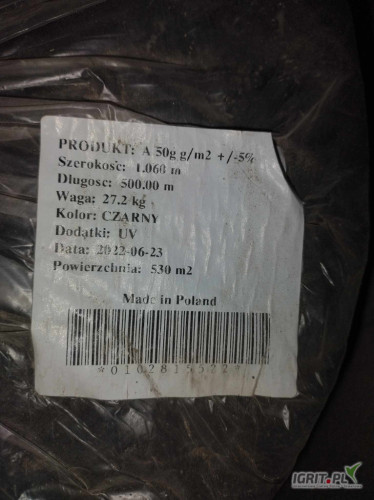 PRODUKT: A 50g g/m2 +/-5%
Szerokosc: 1.060 m
Dlugosc: 500.00 m
Waga: 27.2 kg
Kolor: CZARNY
Dodatki: UV
Data: 2022-06-23
Powierzchnia: 530 m2
Made in Poland
IGRIT.PL